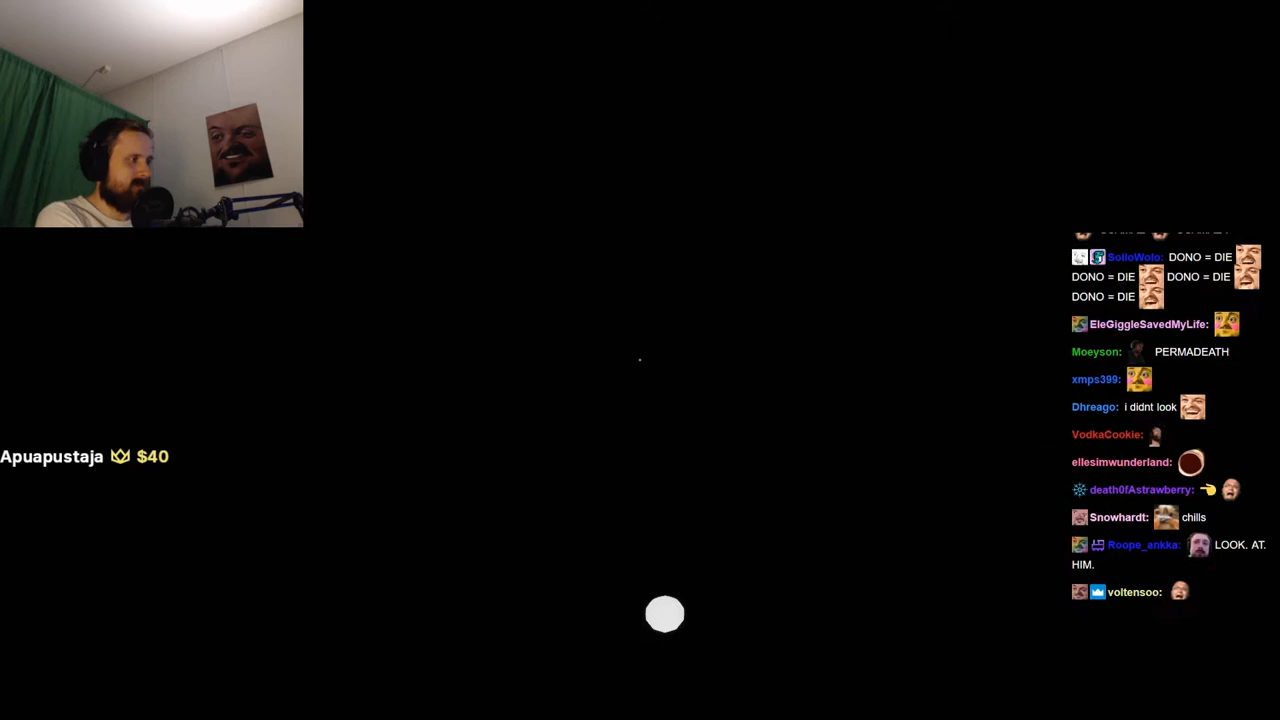 SolloWolo: DONO = DIE
DONO = DIE DONO = DIE
DONO = DIE
EleGiggleSavedMyLife:
Moeyson: PERMADEATH
xmps399:
Dhreago: i didnt look
VodkaCookie:
ellesimwunderland:
death0fAstrawberry:
Apuapustaja $40
Snowhardt: chills
Roope_ankka: LOOK. AT.
HIM.
voltensoo: